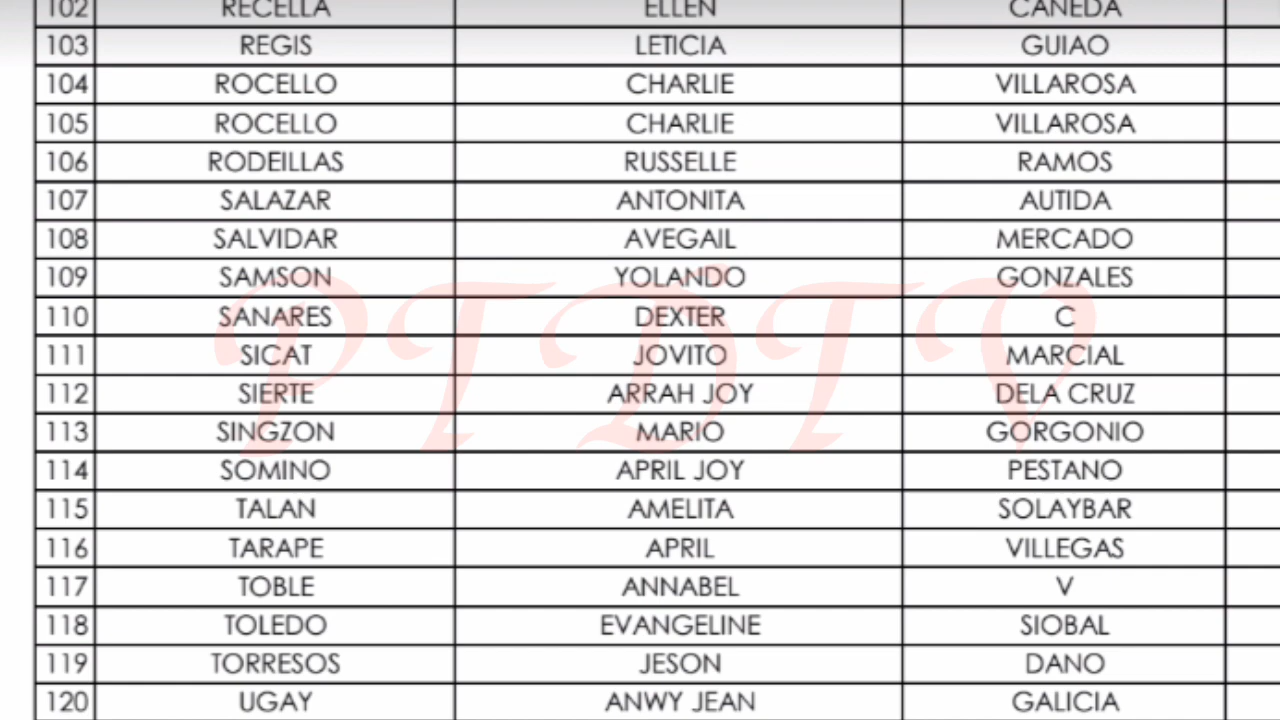 102 RECELLA ELLEN CANEDA
103 REGIS LETICIA GUIAO
104 ROCELLO CHARLIE VILLAROSA
105 ROCELLO CHARLIE VILLAROSA
106 RODEILLAS RUSSELLE RAMOS
107 SALAZAR ANTONITA AUTIDA
108 SALVIDAR AVEGAIL MERCADO
109 SAMSON YOLANDO GONZALES
110 SANARES DEXTER C
111 SICAT JOVITO MARCIAL
112 SIERTE ARRAH JOY DELA CRUZ
113 SINGZON MARIO GORGONIO
114 SOMINO APRIL JOY PESTANO
115 TALAN AMELITA SOLAYBAR
116 TARAPE APRIL VILLEGAS
117 TOBLE ANNABEL V
118 TOLEDO EVANGELINE SIOBAL
119 TORRESOS JESON DANO
120 UGAY ANWY JEAN GALICIA
PTDTV